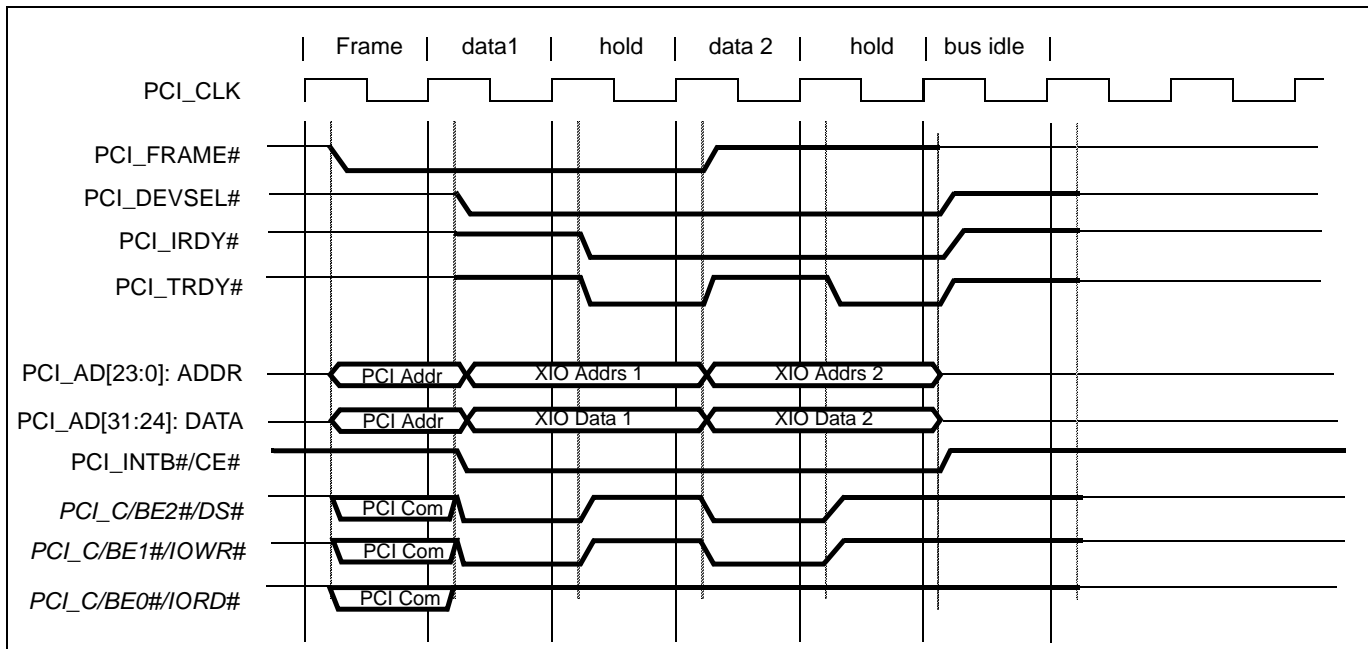 Frame data1 hold data 2 hold bus idle
PCI_CLK
PCI_FRAME#
PCI_DEVSEL#
PCI_IRDY#
PCI_TRDY#
PCI_AD[23:0]: ADDR PCI Addr XIO Addrs 1 XIO Addrs 2
PCI_AD[31:24]: DATA PCI Addr XIO Data 1 XIO Data 2
PCI_INTB#/CE#
PCI_C/BE2#/DS# PCI Com
PCI_C/BE1#/IOWR# PCI Com
PCI_C/BE0#/IORD# PCI Com